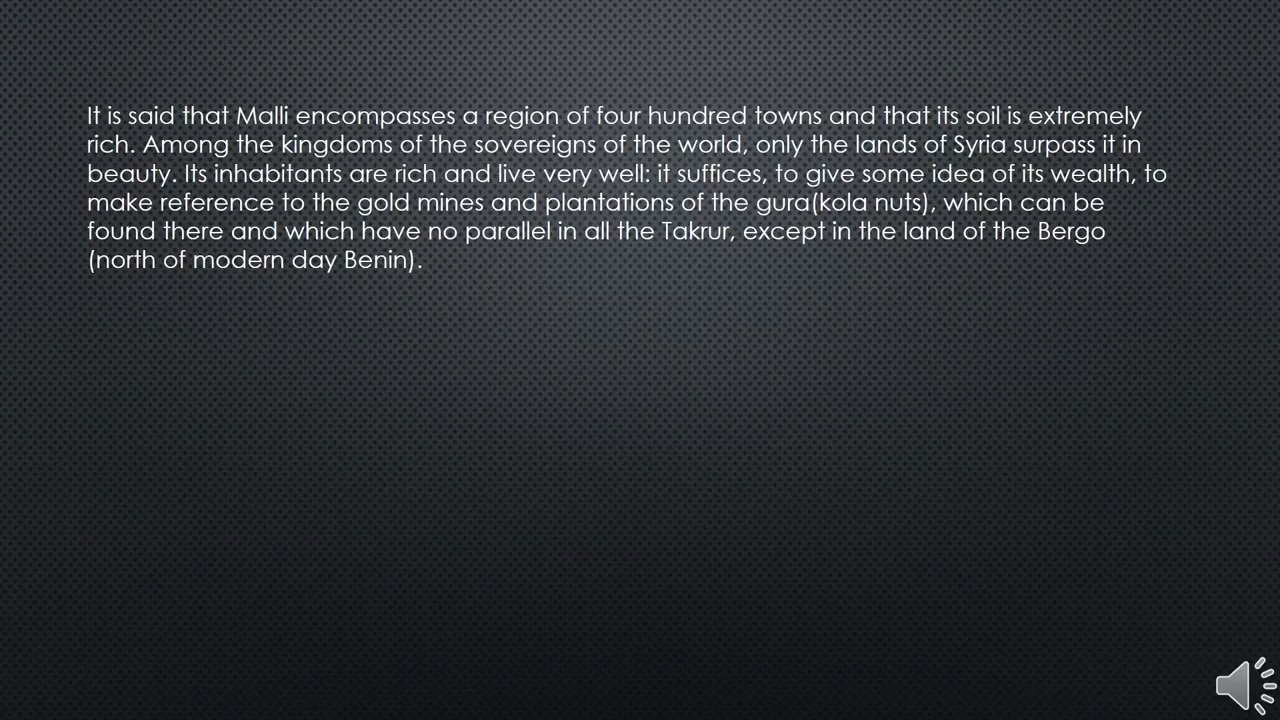 It is said that Malli encompasses a region of four hundred towns and that its soil is extremely
rich. Among the kingdoms of the sovereigns of the world, only the lands of Syria surpass it in
beauty. Its inhabitants are rich and live very well: it suffices, to give some idea of its wealth, to
make reference to the gold mines and plantations of the gura(kola nuts), which can be
found there and which have no parallel in all the Takrur, except in the land of the Bergo
(north of modern day Benin).